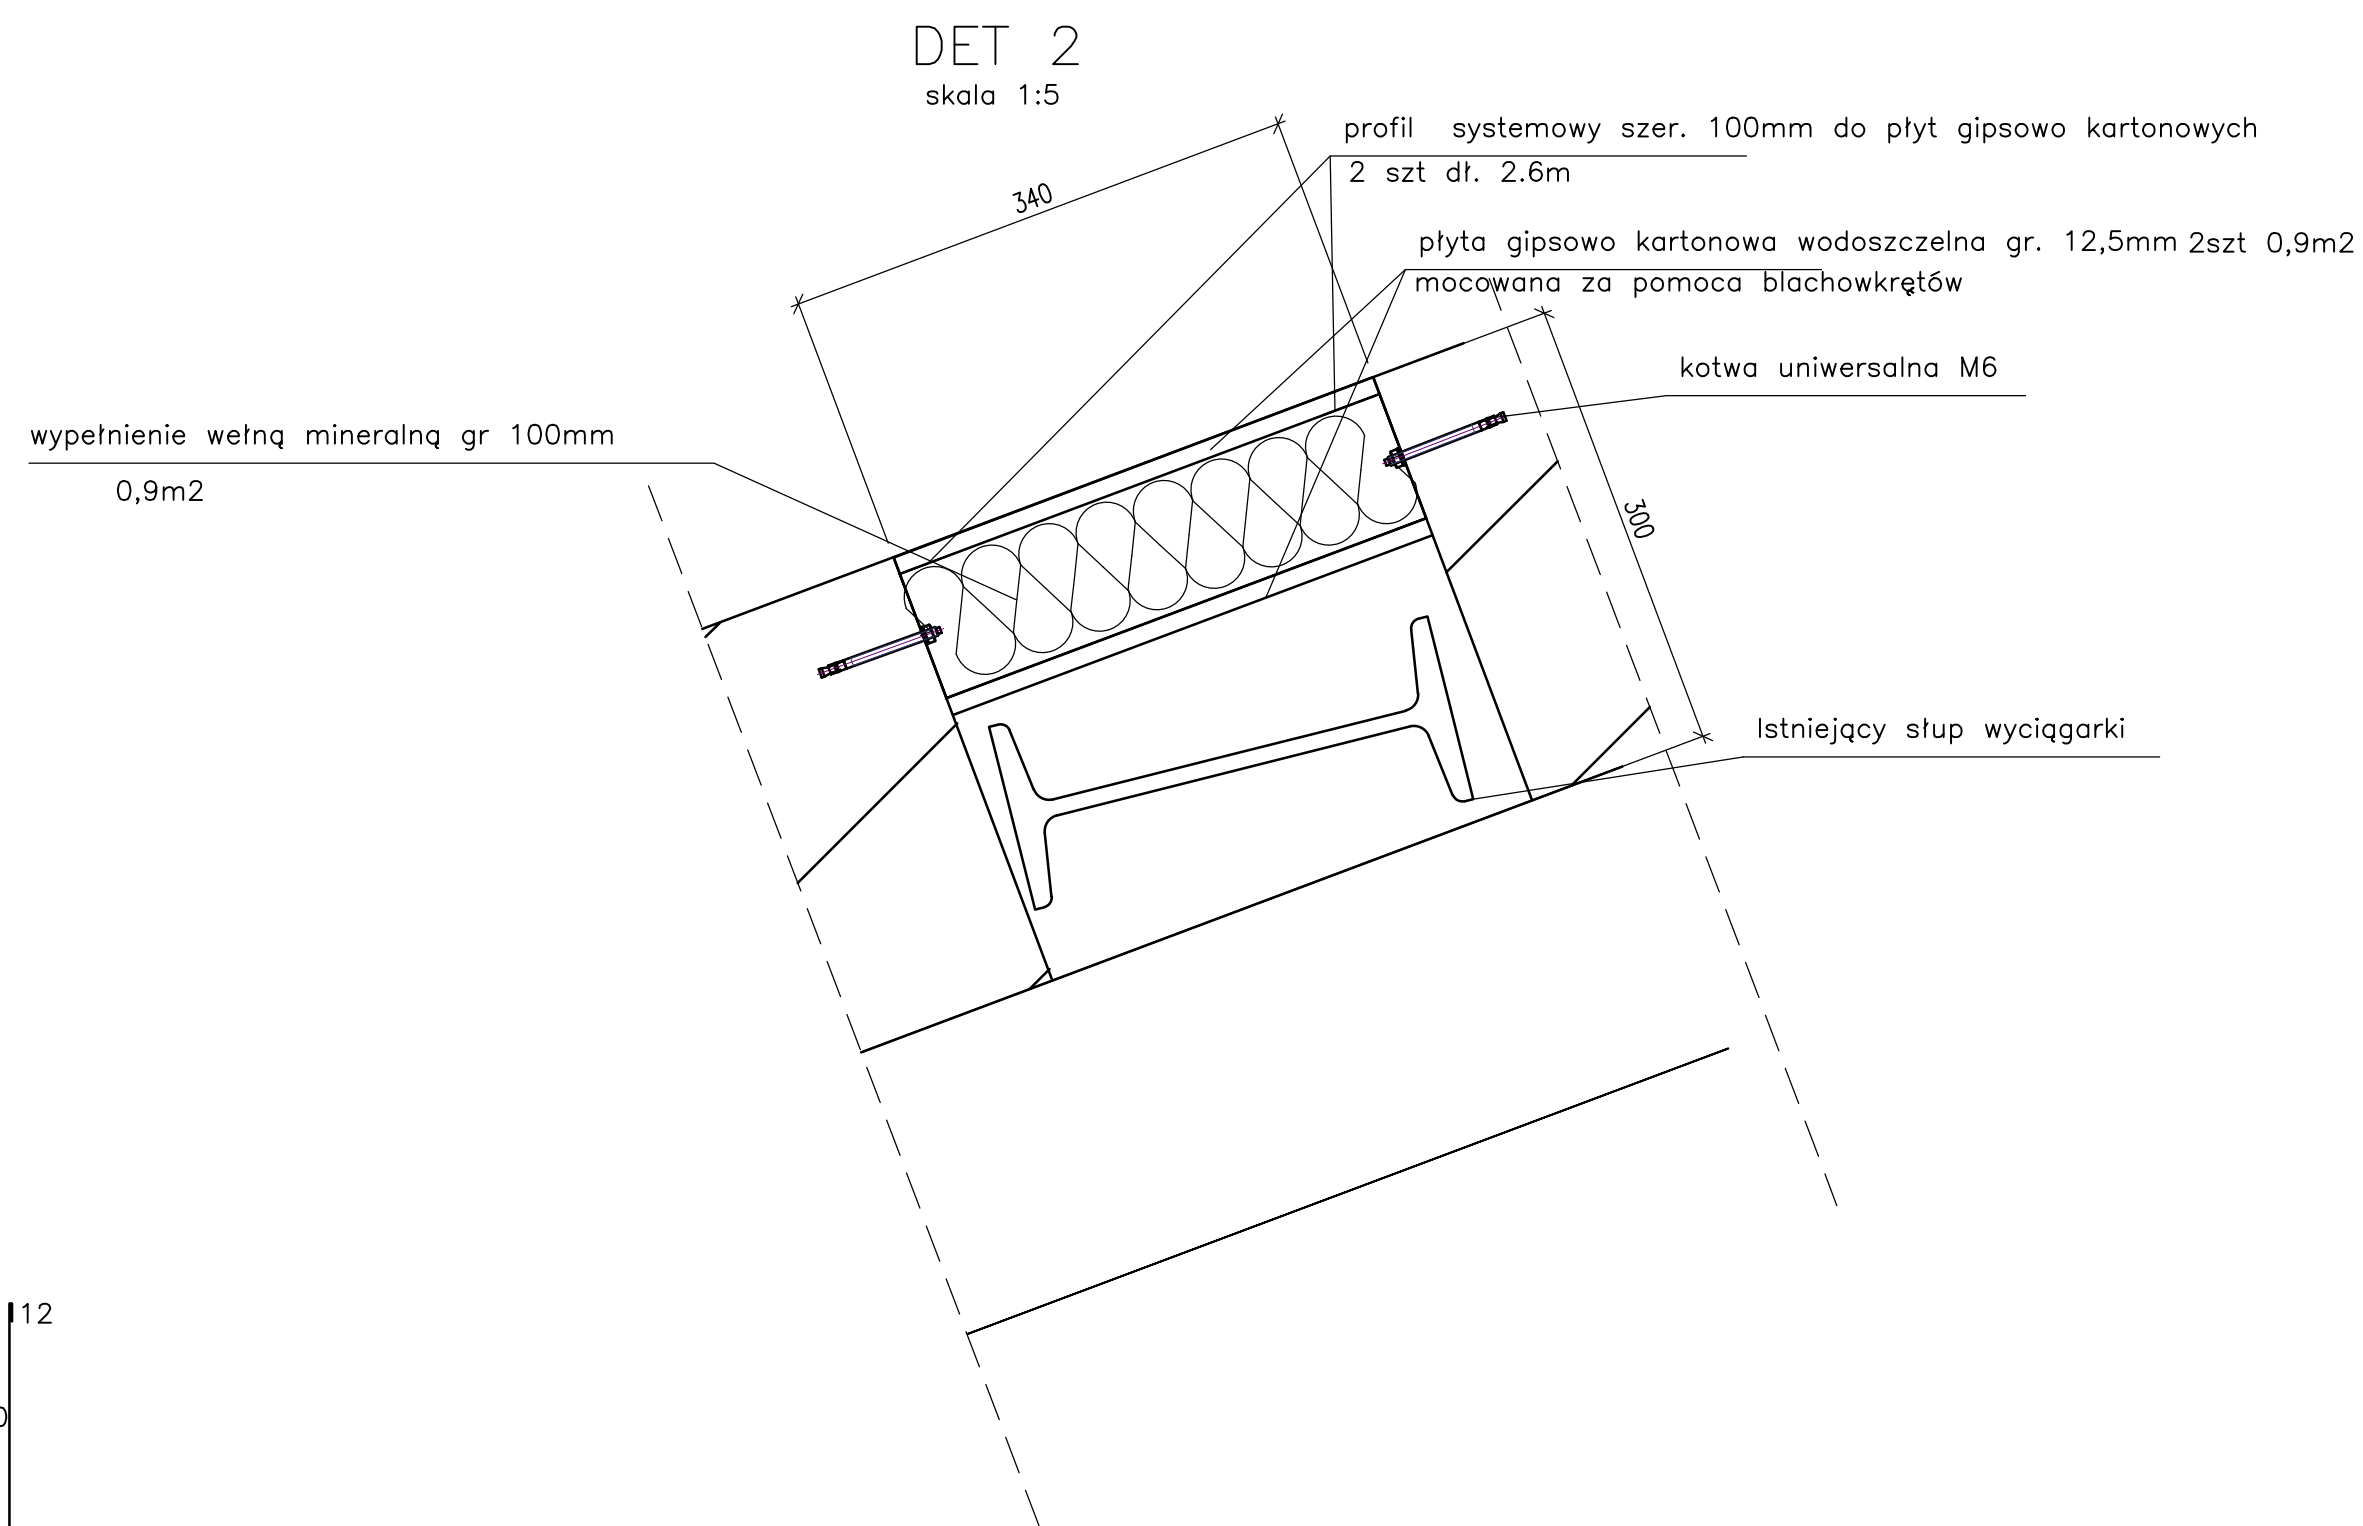 DET 2
skala 1:5
profil systemowy szer. 100mm do płyt gipsowo kartonowych
2 szt dł. 2.6m
340
płyta gipsowo kartonowa wodoszczelna gr. 12,5mm 2szt 0,9m2
mocowana za pomoca blachowkrętów
kotwa uniwersalna M6
wypełnienie wełną mineralną gr 100mm
0,9m2
300
Istniejący słup wyciągarki
12